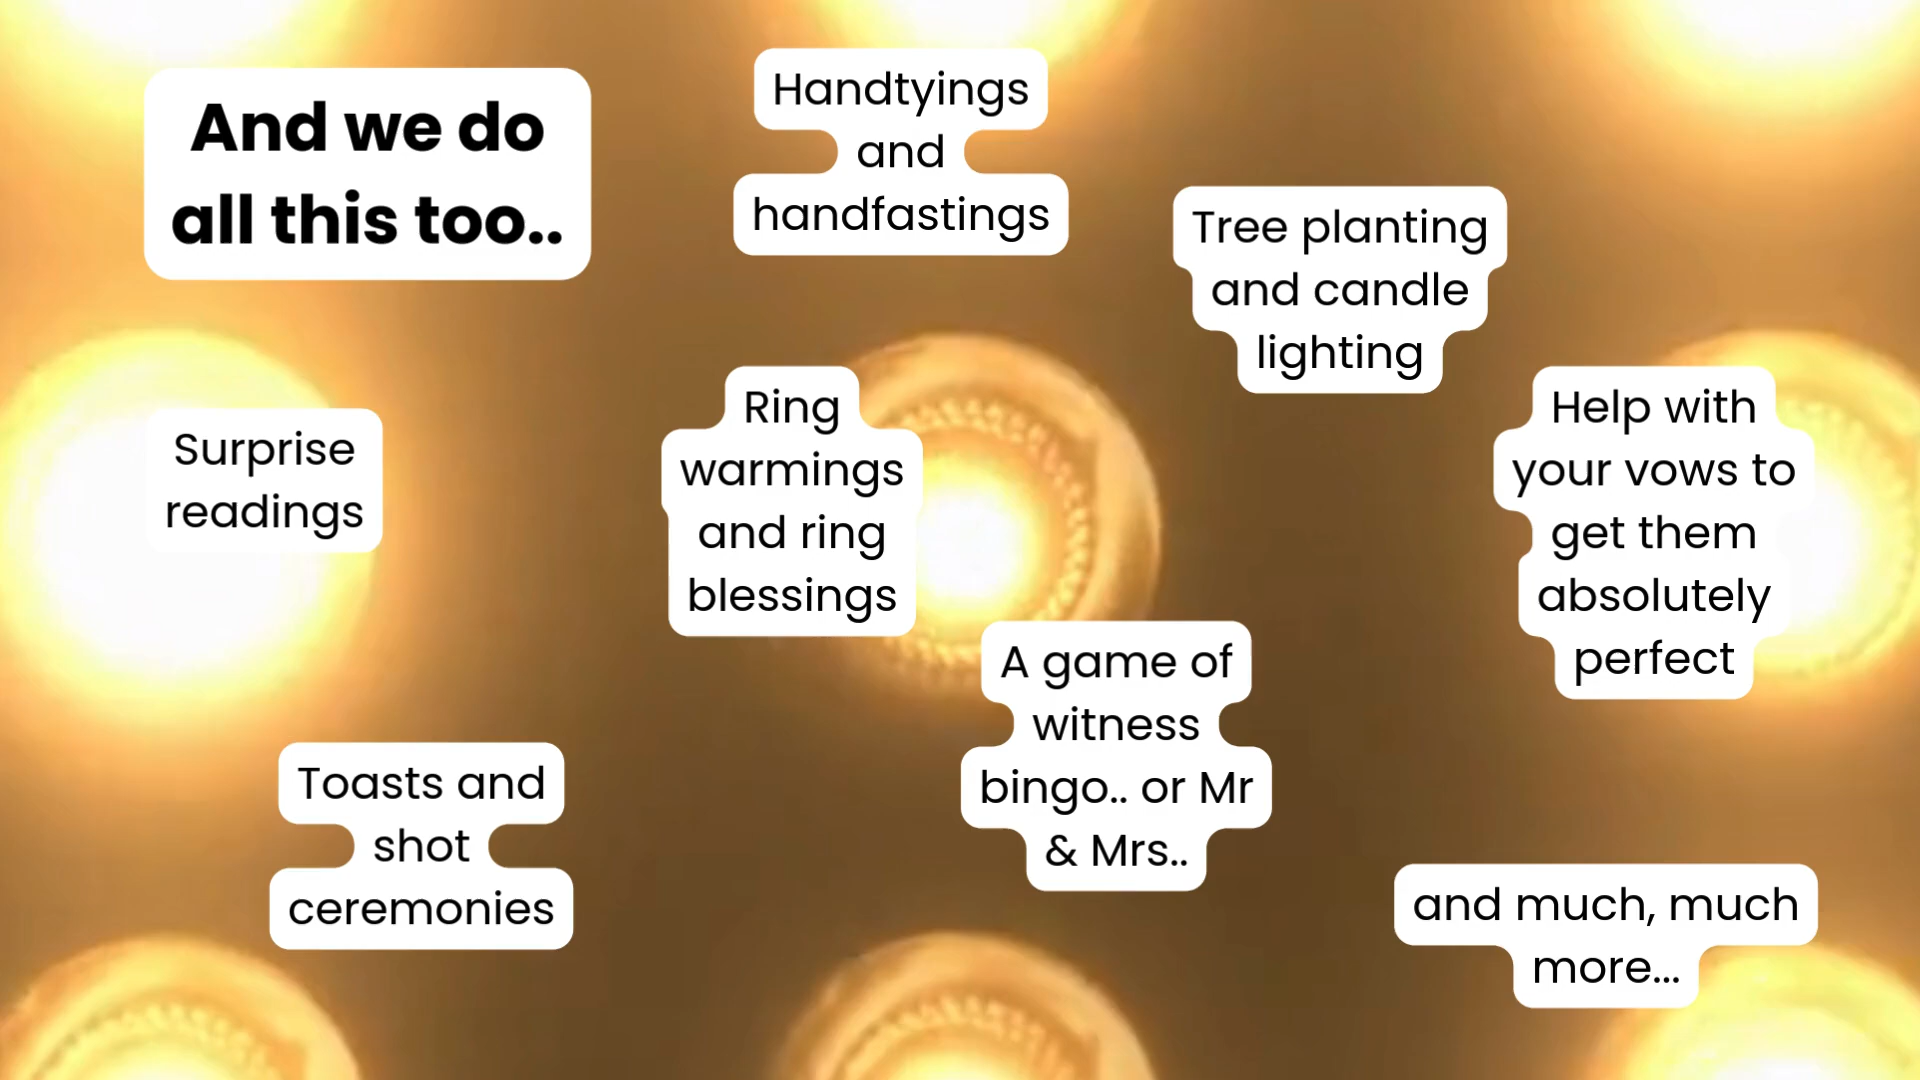 And we do
all this too..
Handtyings
and
handfastings
Tree planting
and candle
lighting
Surprise
readings
Ring
warmings
and ring
blessings
Help with
your vows to
get them
absolutely
perfect
A game of
witness
bingo.. or Mr
& Mrs..
Toasts and
shot
ceremonies
and much, much
more...